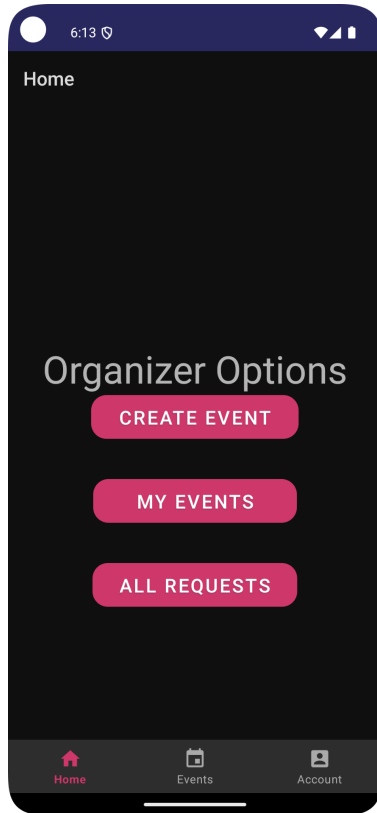 6:13
Home
Organizer Options
CREATE EVENT
MY EVENTS
ALL REQUESTS
Home Events Account